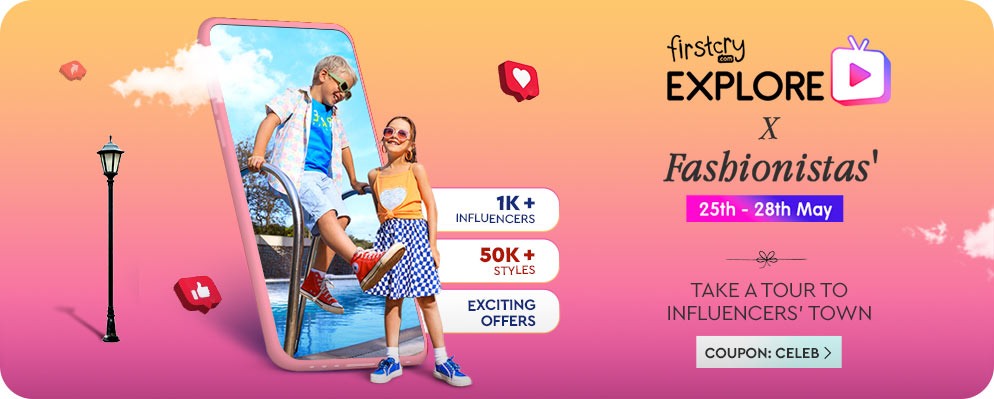 firstcry
.com
EXPLORE
X
Fashionistas'
25th - 28th May
1K +
INFLUENCERS
50K +
STYLES
EXCITING
OFFERS
TAKE A TOUR TO
INFLUENCERS' TOWN
COUPON: CELEB >